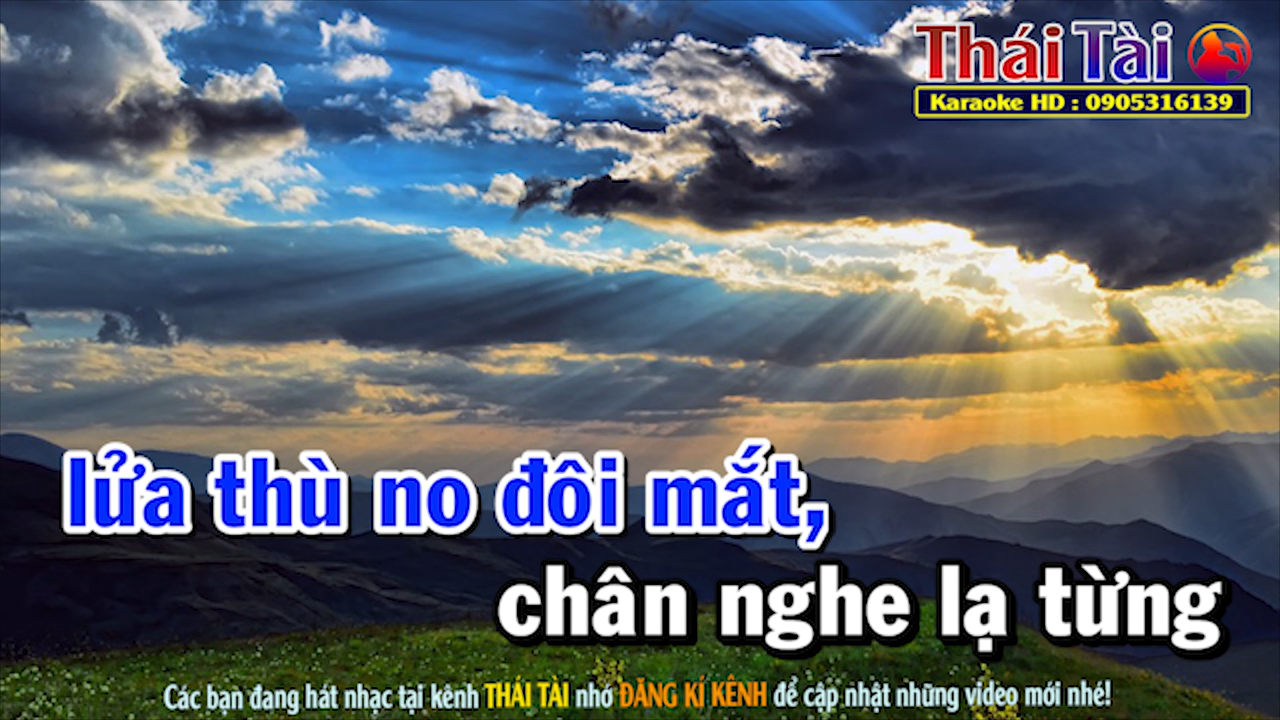 Thái Tài
Karaoke HD : 0905316139
lửa thù no đôi mắt,
chân nghe lạ từng
Các bạn đang hát nhạc tại kênh THÁI TÀI nhớ ĐĂNG KÍ KÊNH để cập nhật những video mới nhé!